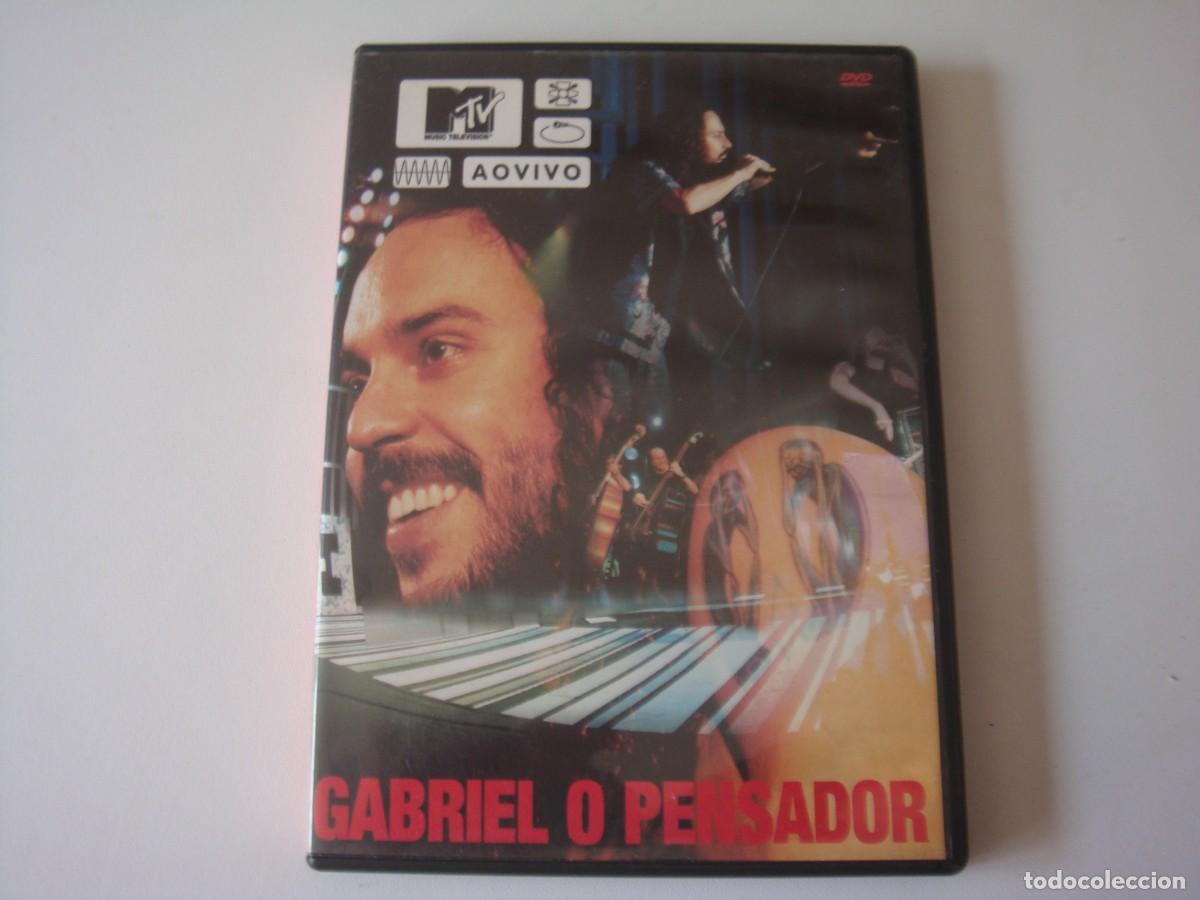 DVD
MTV
MUSIC TELEVISION
AOVIVO
GABRIEL O PENSADOR
todocoleccion